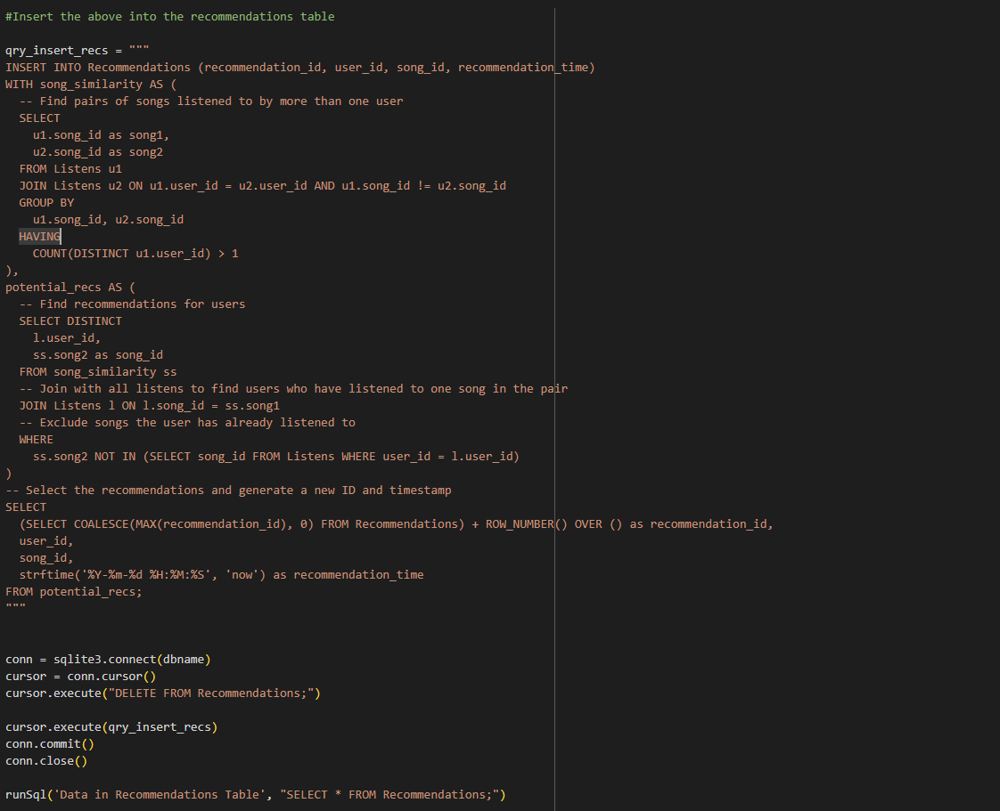 #Insert the above into the recommendations table
qry_insert_recs = """
INSERT INTO Recommendations (recommendation_id, user_id, song_id, recommendation_time)
WITH song_similarity AS (
  -- Find pairs of songs listened to by more than one user
  SELECT
    u1.song_id as song1,
    u2.song_id as song2
  FROM Listens u1
  JOIN Listens u2 ON u1.user_id = u2.user_id AND u1.song_id != u2.song_id
  GROUP BY
    u1.song_id, u2.song_id
  HAVING
    COUNT(DISTINCT u1.user_id) > 1
),
potential_recs AS (
  -- Find recommendations for users
  SELECT DISTINCT
    l.user_id,
    ss.song2 as song_id
  FROM song_similarity ss
  -- Join with all listens to find users who have listened to one song in the pair
  JOIN Listens l ON l.song_id = ss.song1
  -- Exclude songs the user has already listened to
  WHERE
    ss.song2 NOT IN (SELECT song_id FROM Listens WHERE user_id = l.user_id)
)
-- Select the recommendations and generate a new ID and timestamp
SELECT
  (SELECT COALESCE(MAX(recommendation_id), 0) FROM Recommendations) + ROW_NUMBER() OVER () as recommendation_id,
  user_id,
  song_id,
  strftime('%Y-%m-%d %H:%M:%S', 'now') as recommendation_time
FROM potential_recs;
"""
conn = sqlite3.connect(dbname)
cursor = conn.cursor()
cursor.execute("DELETE FROM Recommendations;")
cursor.execute(qry_insert_recs)
conn.commit()
conn.close()
runSql('Data in Recommendations Table', "SELECT * FROM Recommendations;")